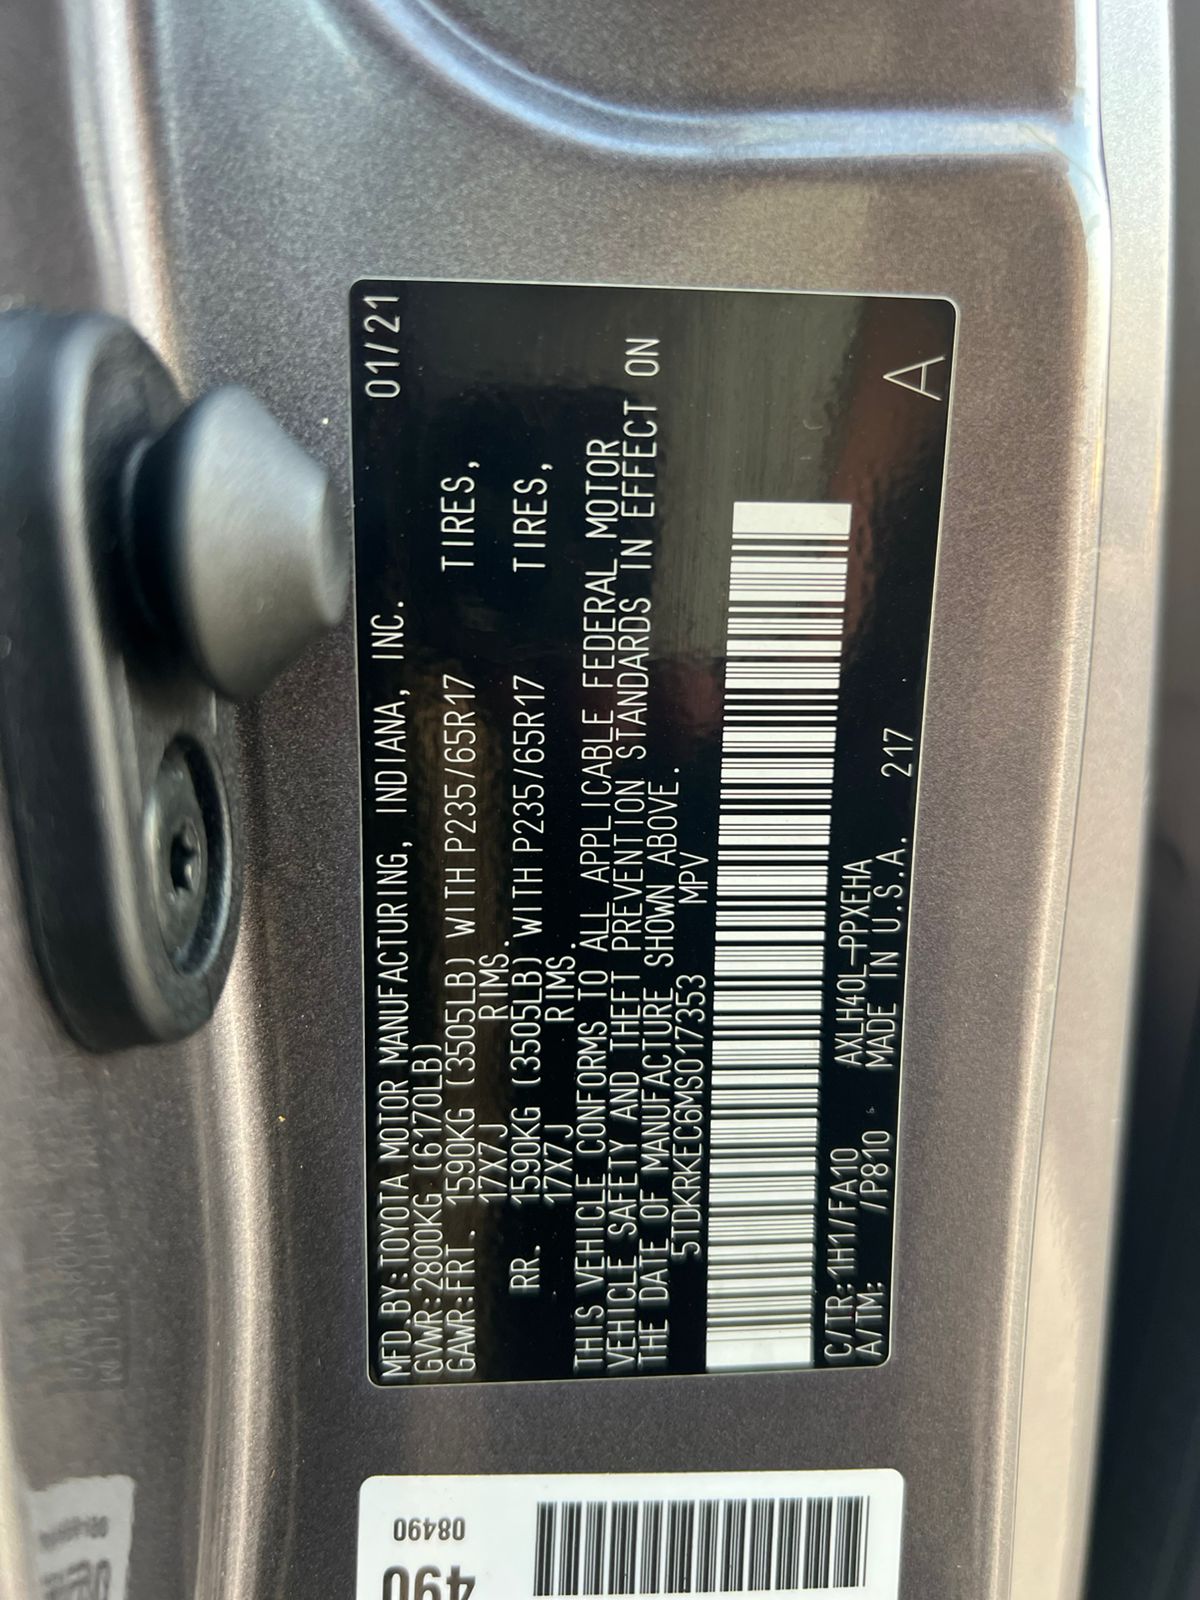 MFD.BY:TOYOTA MOTOR MANUFACTURING, INDIANA, INC. 01/21
GVWR:2800KG(6170LB)
GAWR:FRT. 1590KG (3505LB) WITH P235/65R17 TIRES,
17X7J RIMS.
RR. 1590KG (3505LB) WITH P235/65R17 TIRES,
17X7J RIMS.
THIS VEHICLE CONFORMS TO ALL APPLICABLE FEDERAL MOTOR
VEHICLE SAFETY AND THEFT PREVENTION STANDARDS IN EFFECT ON
THE DATE OF MANUFACTURE SHOWN ABOVE.
5TDKRKEC6MS017353 MPV
C/TR:1H1/FA10 AXLH40L-PPXEHA
A/TM: /P810 MADE IN U.S.A. 217
A
08490
490